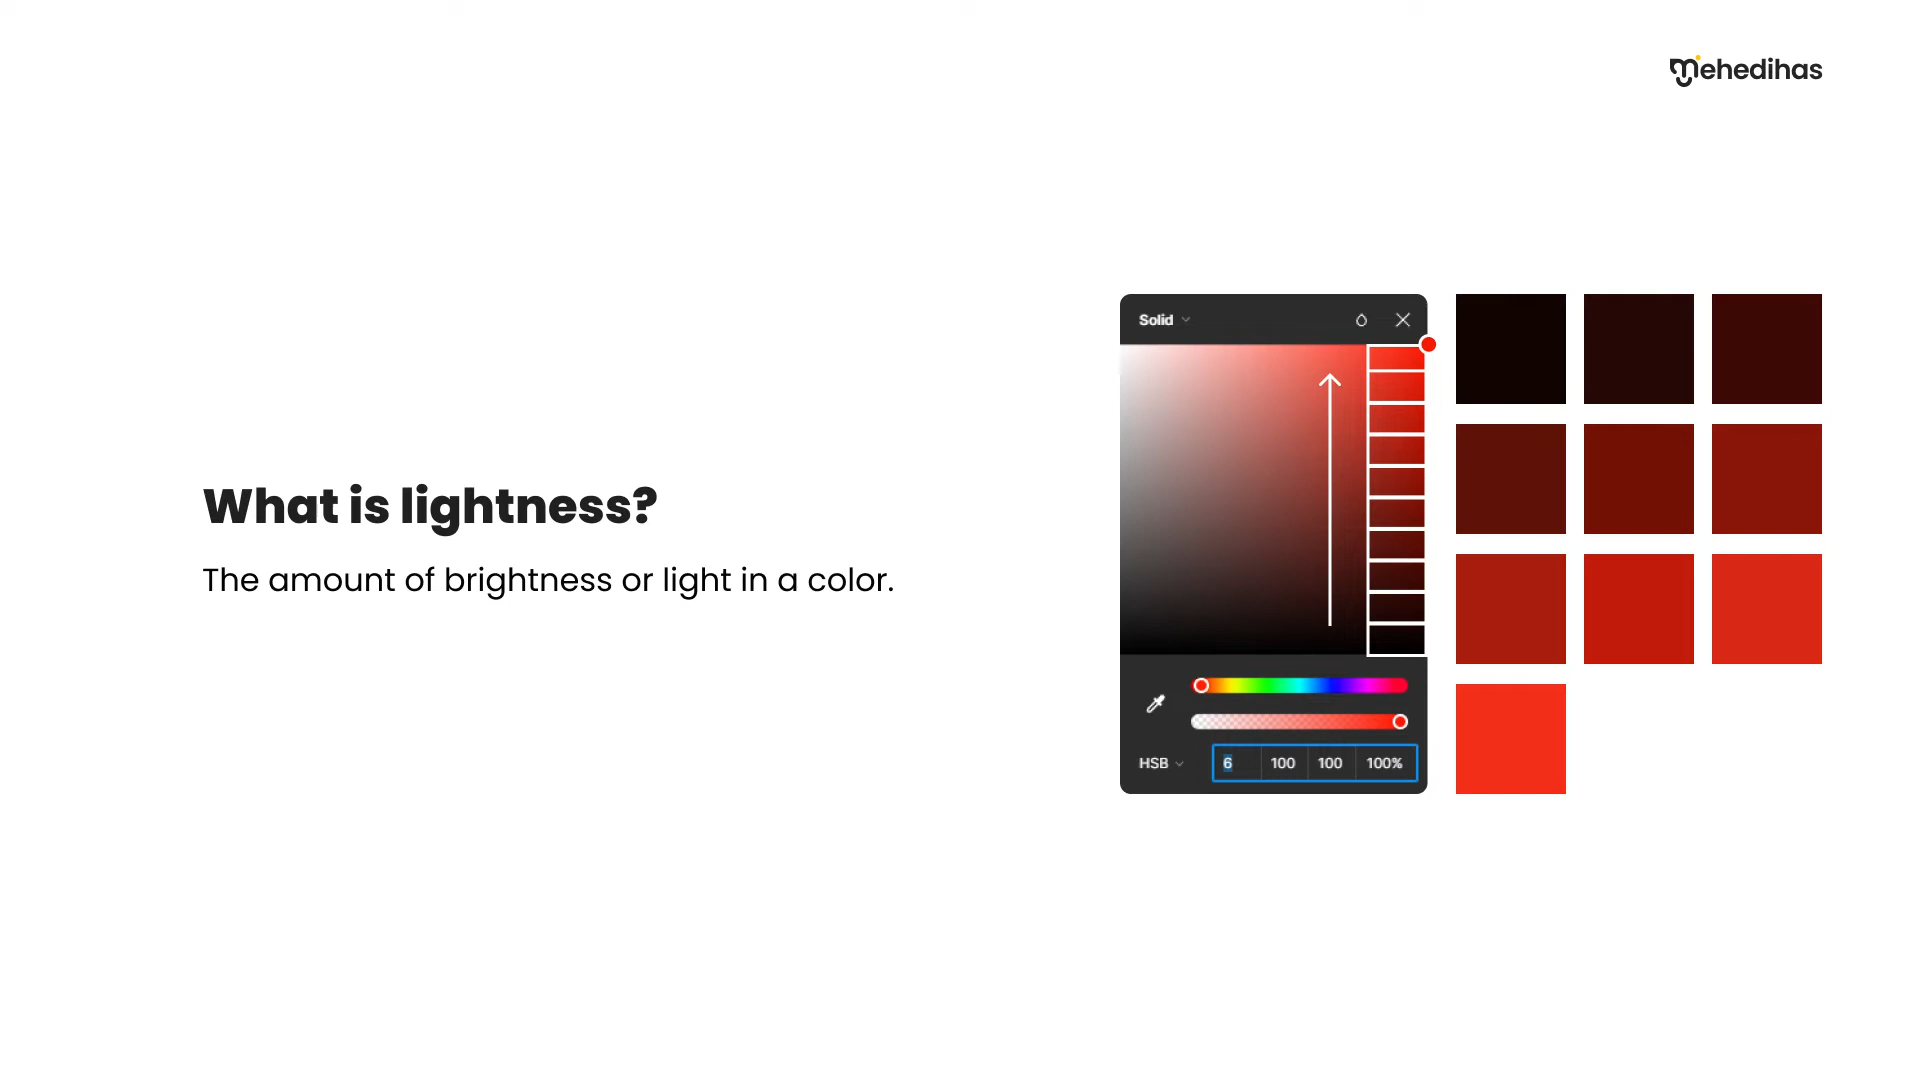 mehedihas
What is lightness?
The amount of brightness or light in a color.
Solid
HSB 6 100 100 100%